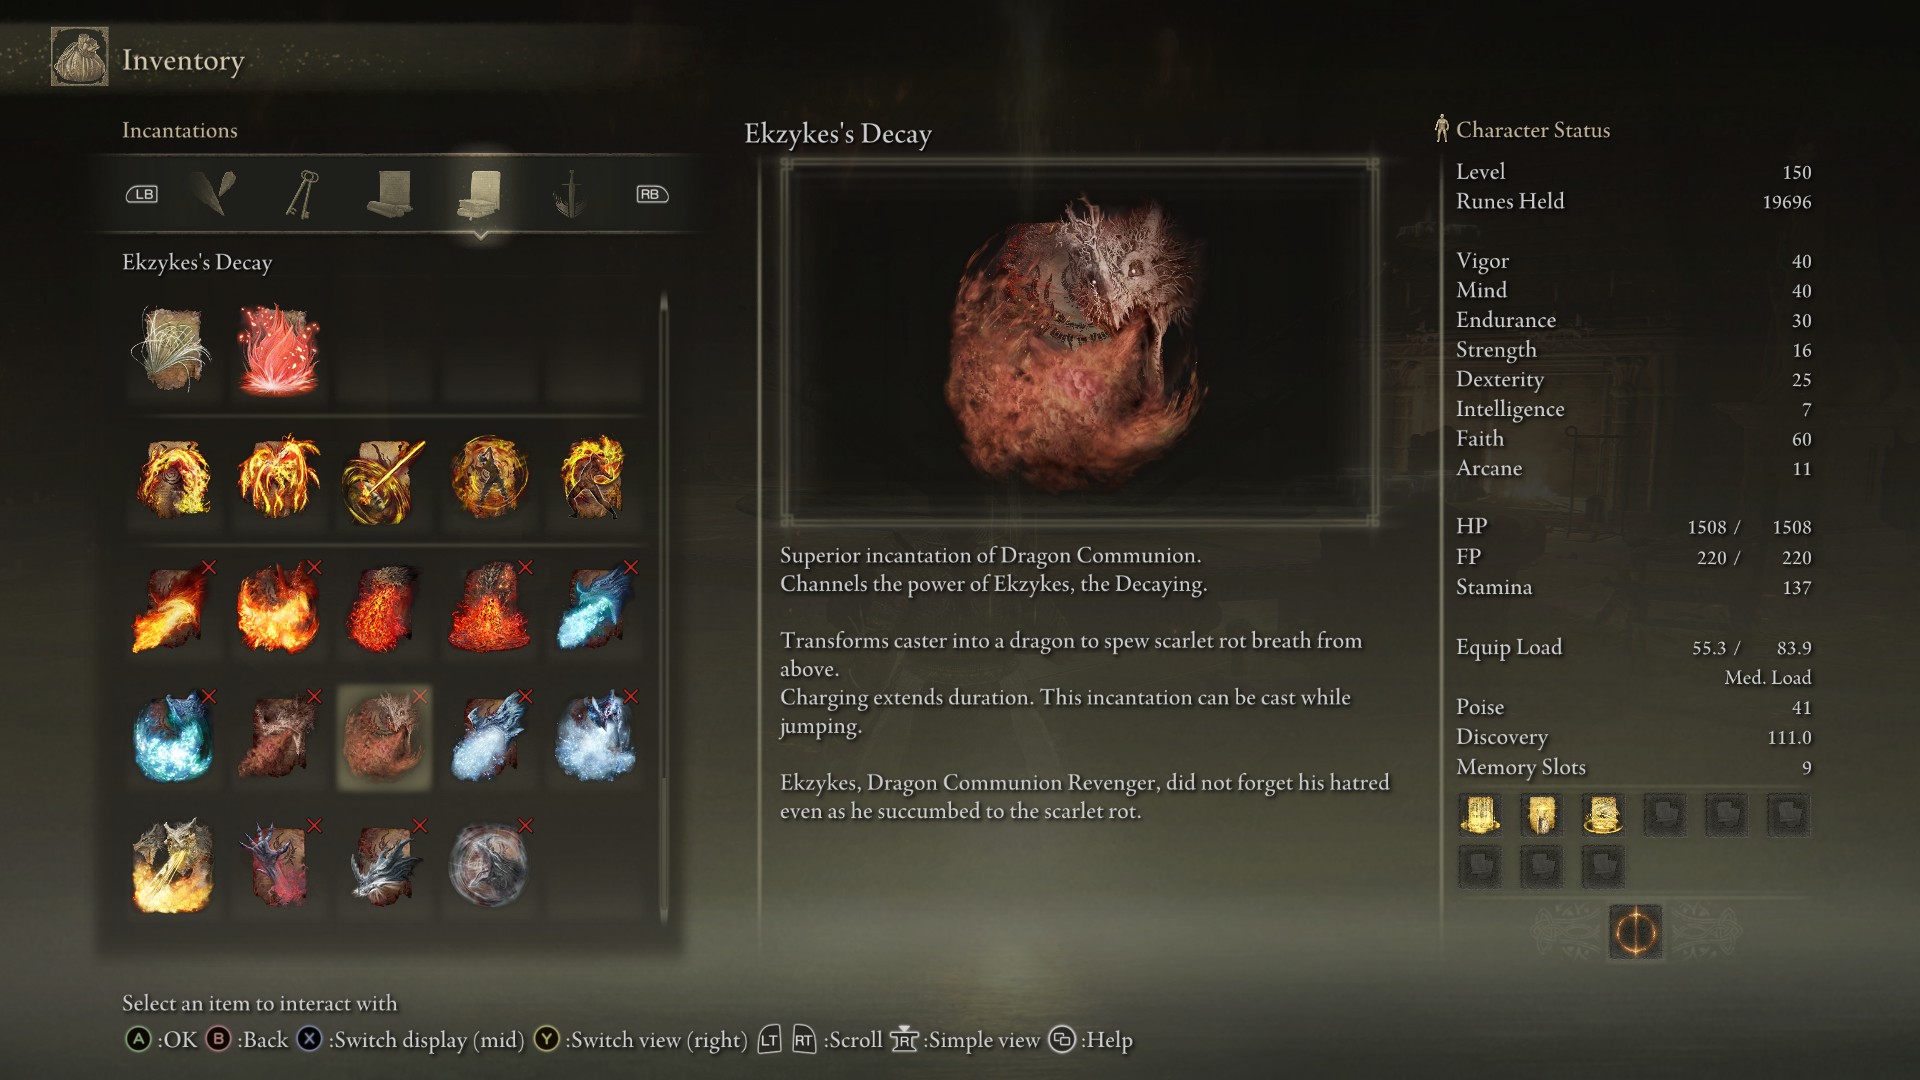 Inventory
Incantations
LB
RB
Ekzykes's Decay
Ekzykes's Decay
Superior incantation of Dragon Communion.
Channels the power of Ekzykes, the Decaying.
Transforms caster into a dragon to spew scarlet rot breath from
above.
Charging extends duration. This incantation can be cast while
jumping.
Ekzykes, Dragon Communion Revenger, did not forget his hatred
even as he succumbed to the scarlet rot.
Character Status
Level 150
Runes Held 19696
Vigor 40
Mind 40
Endurance 30
Strength 16
Dexterity 25
Intelligence 7
Faith 60
Arcane 11
HP 1508 / 1508
FP 220 / 220
Stamina 137
Equip Load 55.3 / 83.9
Med. Load
Poise 41
Discovery 111.0
Memory Slots 9
Select an item to interact with
A :OK B :Back X :Switch display (mid) Y :Switch view (right) LT RT :Scroll R :Simple view :Help